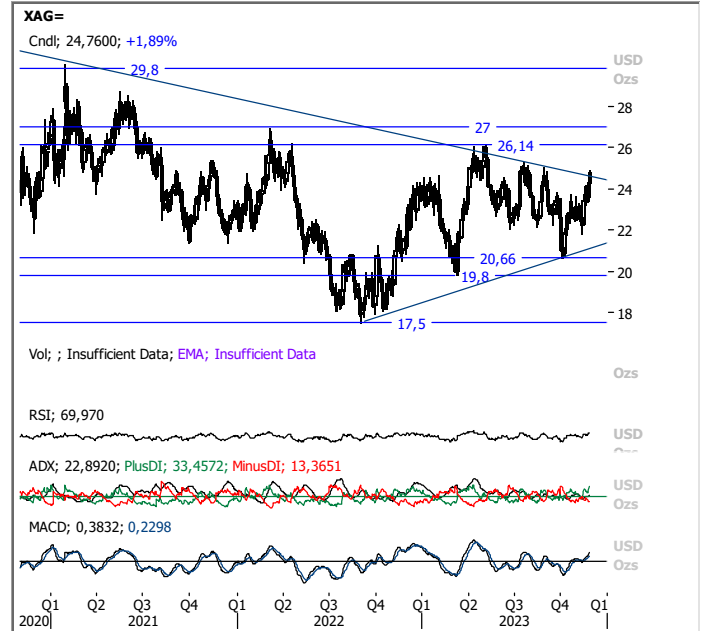 XAG=
Cndl; 24,7600; +1,89%
USD
Ozs
29,8
28
27
26,14
26
24
22
20,66
20
19,8
18
17,5
Vol; ; Insufficient Data; EMA; Insufficient Data
Ozs
RSI; 69,970
USD
ADX; 22,8920; PlusDI; 33,4572; MinusDI; 13,3651
USD
Ozs
MACD; 0,3832; 0,2298
USD
Ozs
Q1 Q2 Q3 Q4 Q1 Q2 Q3 Q4 Q1 Q2 Q3 Q4 Q1
2020 2021 2022 2023